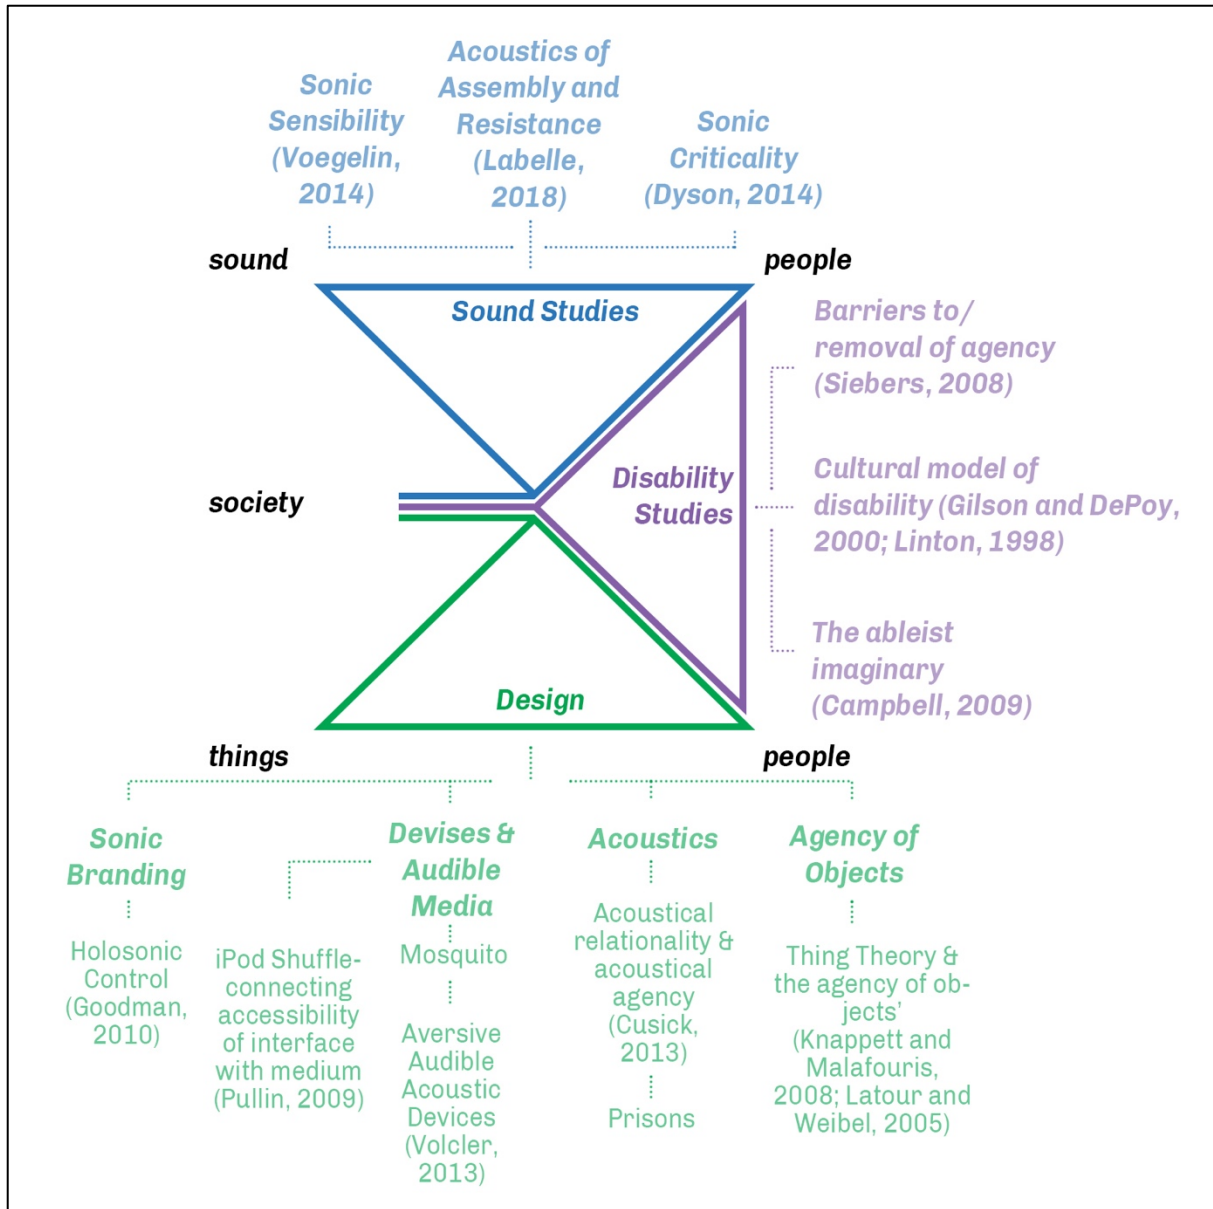 Sonic
Sensibility
(Voegelin,
2014)
Acoustics of
Assembly and
Resistance
(Labelle,
2018)
Sonic
Criticality
(Dyson, 2014)
sound
people
Sound Studies
Barriers to/
removal of agency
(Siebers, 2008)
society
Disability
Studies
Cultural model of
disability (Gilson and DePoy,
2000; Linton, 1998)
The ableist
imaginary
(Campbell, 2009)
Design
things
people
Sonic
Branding
Holosonic
Control
(Goodman,
2010)
Devises &
Audible
Media
iPod Shuffle-
connecting
accessibility
of interface
with medium
(Pullin, 2009)
Mosquito
Aversive
Audible
Acoustic
Devices
(Volcler,
2013)
Acoustics
Acoustical
relationality &
acoustical
agency
(Cusick,
2013)
Prisons
Agency of
Objects
Thing Theory &
the agency of ob-
jects’
(Knappett and
Malafouris,
2008; Latour and
Weibel, 2005)